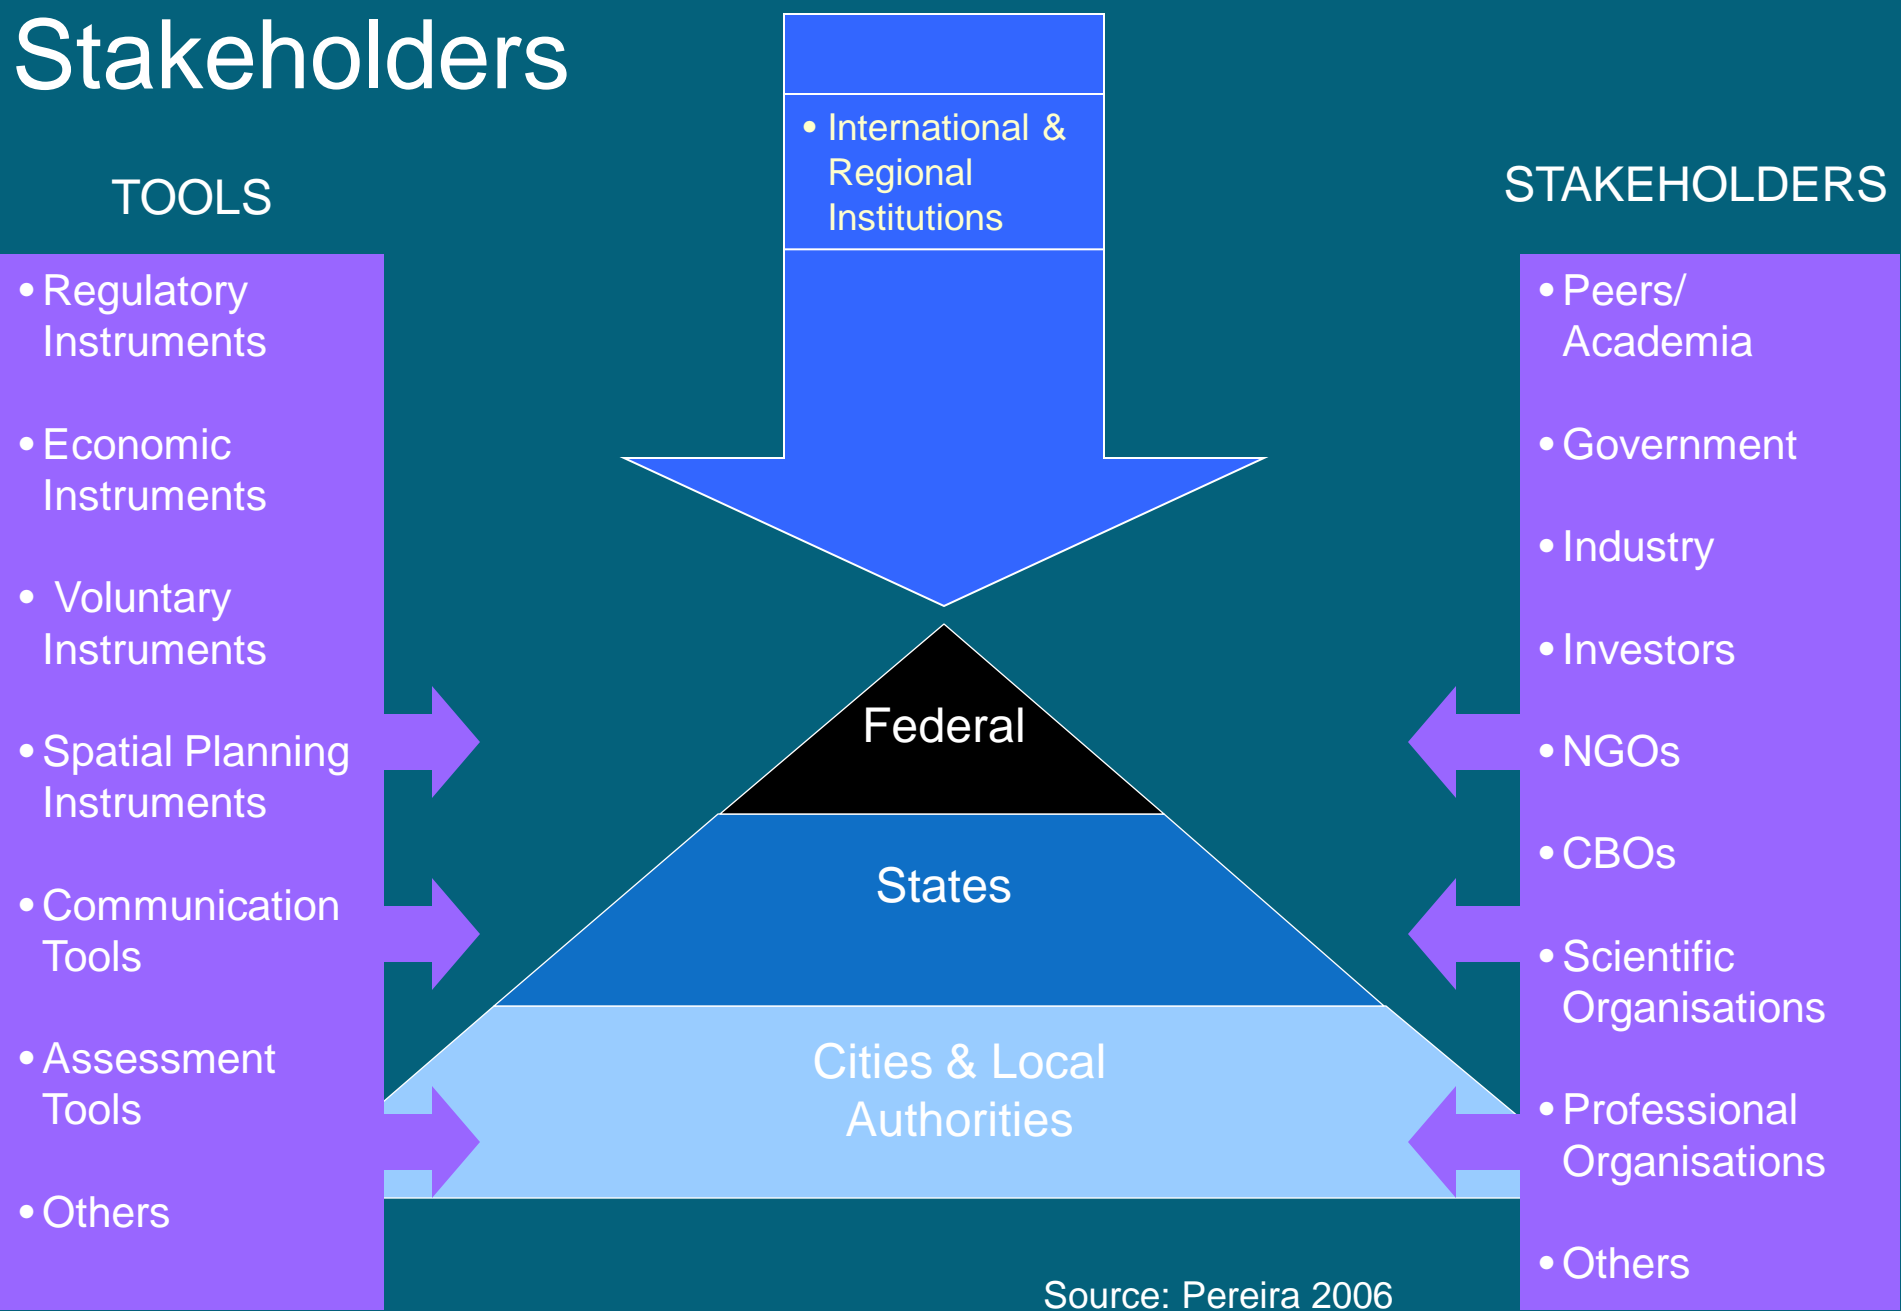 Stakeholders
• International &
Regional
Institutions
TOOLS
• Regulatory
Instruments
• Economic
Instruments
• Voluntary
Instruments
• Spatial Planning
Instruments
• Communication
Tools
• Assessment
Tools
• Others
Federal
States
Cities & Local
Authorities
STAKEHOLDERS
• Peers/
Academia
• Government
• Industry
• Investors
• NGOs
• CBOs
• Scientific
Organisations
• Professional
Organisations
• Others
Source: Pereira 2006